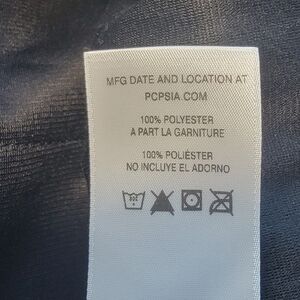 MFG DATE AND LOCATION AT
PCPSIA.COM
100% POLYESTER
A PART LA GARNITURE
100% POLIÉSTER
NO INCLUYE EL ADORNO